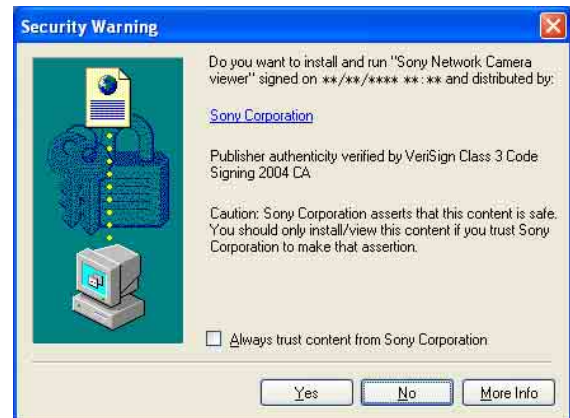 Security Warning
Do you want to install and run "Sony Network Camera
viewer" signed on **/**/**** **:** and distributed by:
Sony Corporation
Publisher authenticity verified by VeriSign Class 3 Code
Signing 2004 CA
Caution: Sony Corporation asserts that this content is safe.
You should only install/view this content if you trust Sony
Corporation to make that assertion.
Always trust content from Sony Corporation
Yes
No
More Info